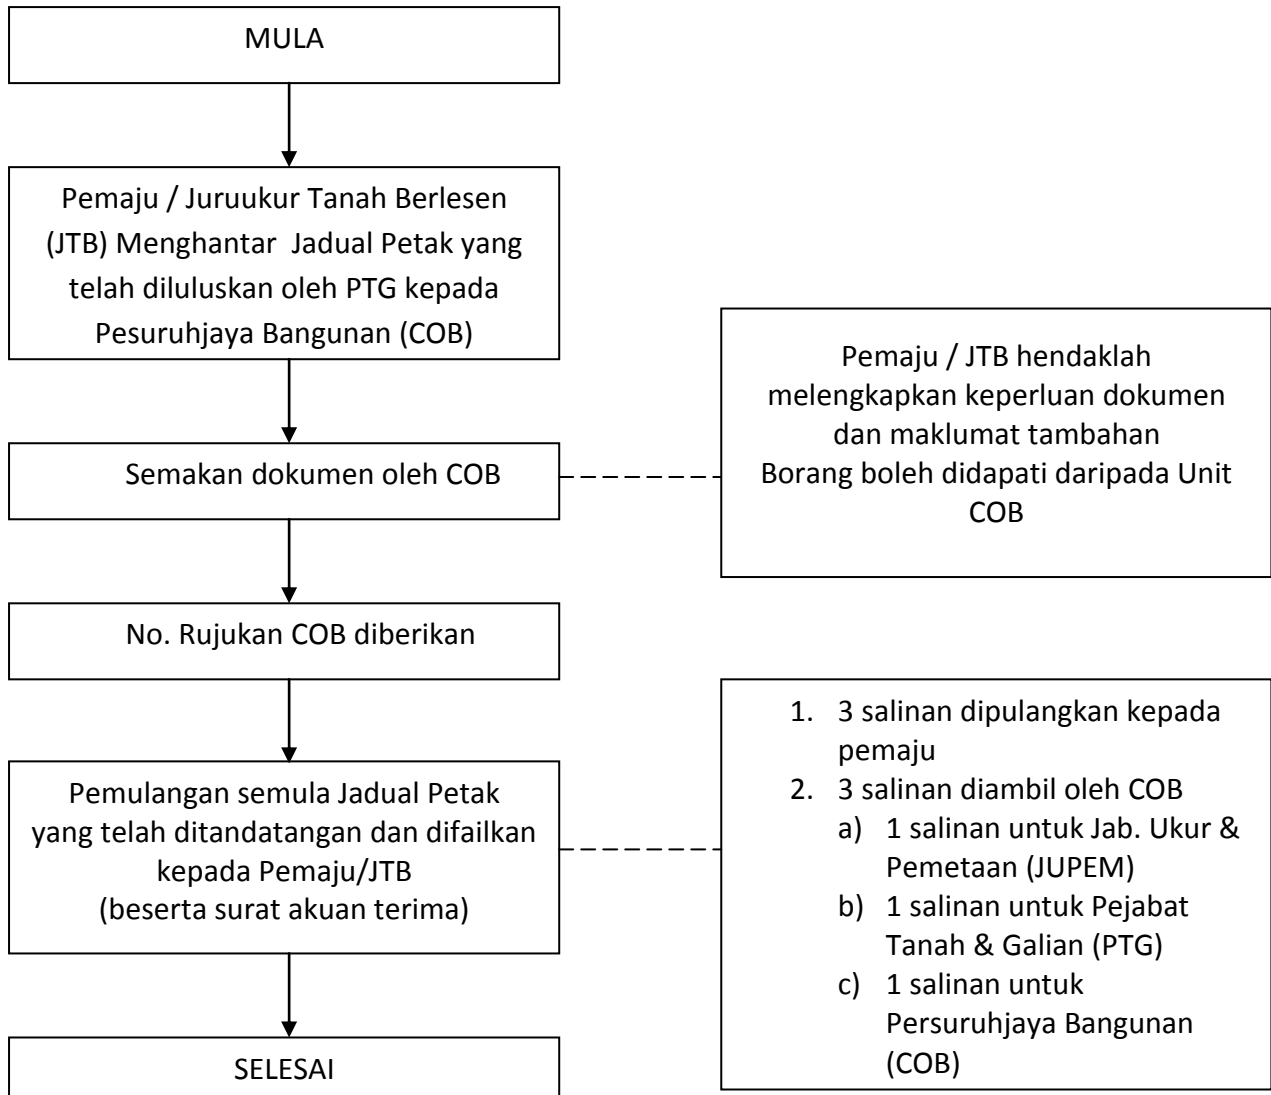 MULA
Pemaju / Juruukur Tanah Berlesen
(JTB) Menghantar Jadual Petak yang
telah diluluskan oleh PTG kepada
Pesuruhjaya Bangunan (COB)
Semakan dokumen oleh COB
Pemaju / JTB hendaklah
melengkapkan keperluan dokumen
dan maklumat tambahan
Borang boleh didapati daripada Unit
COB
No. Rujukan COB diberikan
Pemulangan semula Jadual Petak
yang telah ditandatangan dan difailkan
kepada Pemaju/JTB
(beserta surat akuan terima)
1. 3 salinan dipulangkan kepada
pemaju
2. 3 salinan diambil oleh COB
a) 1 salinan untuk Jab. Ukur &
Pemetaan (JUPEM)
b) 1 salinan untuk Pejabat
Tanah & Galian (PTG)
c) 1 salinan untuk
Persuruhjaya Bangunan
(COB)
SELESAI